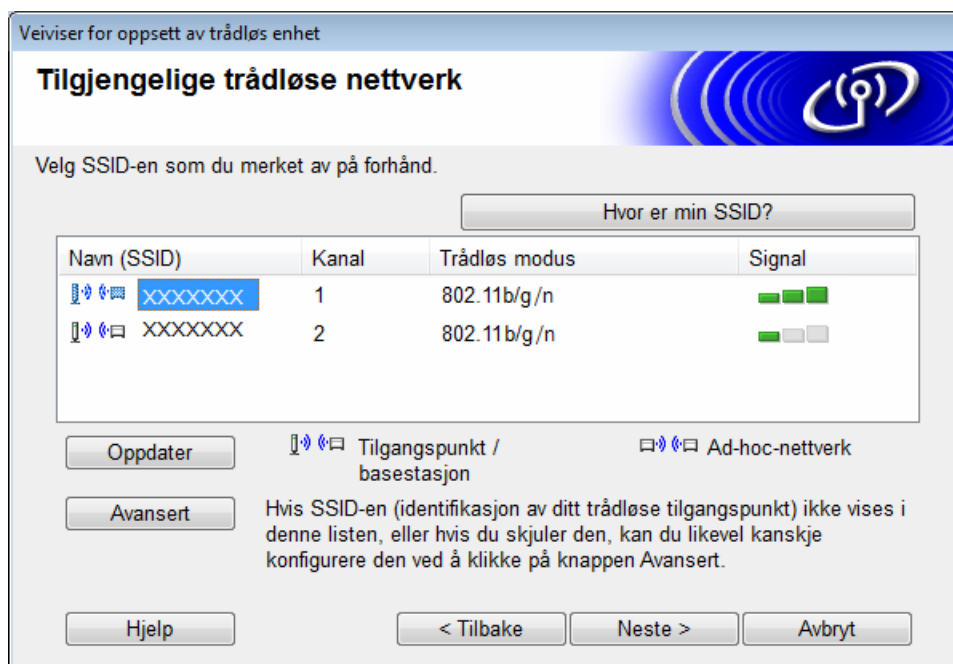 Veiviser for oppsett av trådløs enhet
Tilgjengelige trådløse nettverk
Velg SSID-en som du merket av på forhånd.
Hvor er min SSID?
Navn (SSID) Kanal Trådløs modus Signal
XXXXXXX 1 802.11b/g/n
XXXXXXX 2 802.11b/g/n
Oppdater
Tilgangspunkt /
basestasjon
Ad-hoc-nettverk
Avansert
Hvis SSID-en (identifikasjon av ditt trådløse tilgangspunkt) ikke vises i
denne listen, eller hvis du skjuler den, kan du likevel kanskje
konfigurere den ved å klikke på knappen Avansert.
Hjelp < Tilbake Neste > Avbryt